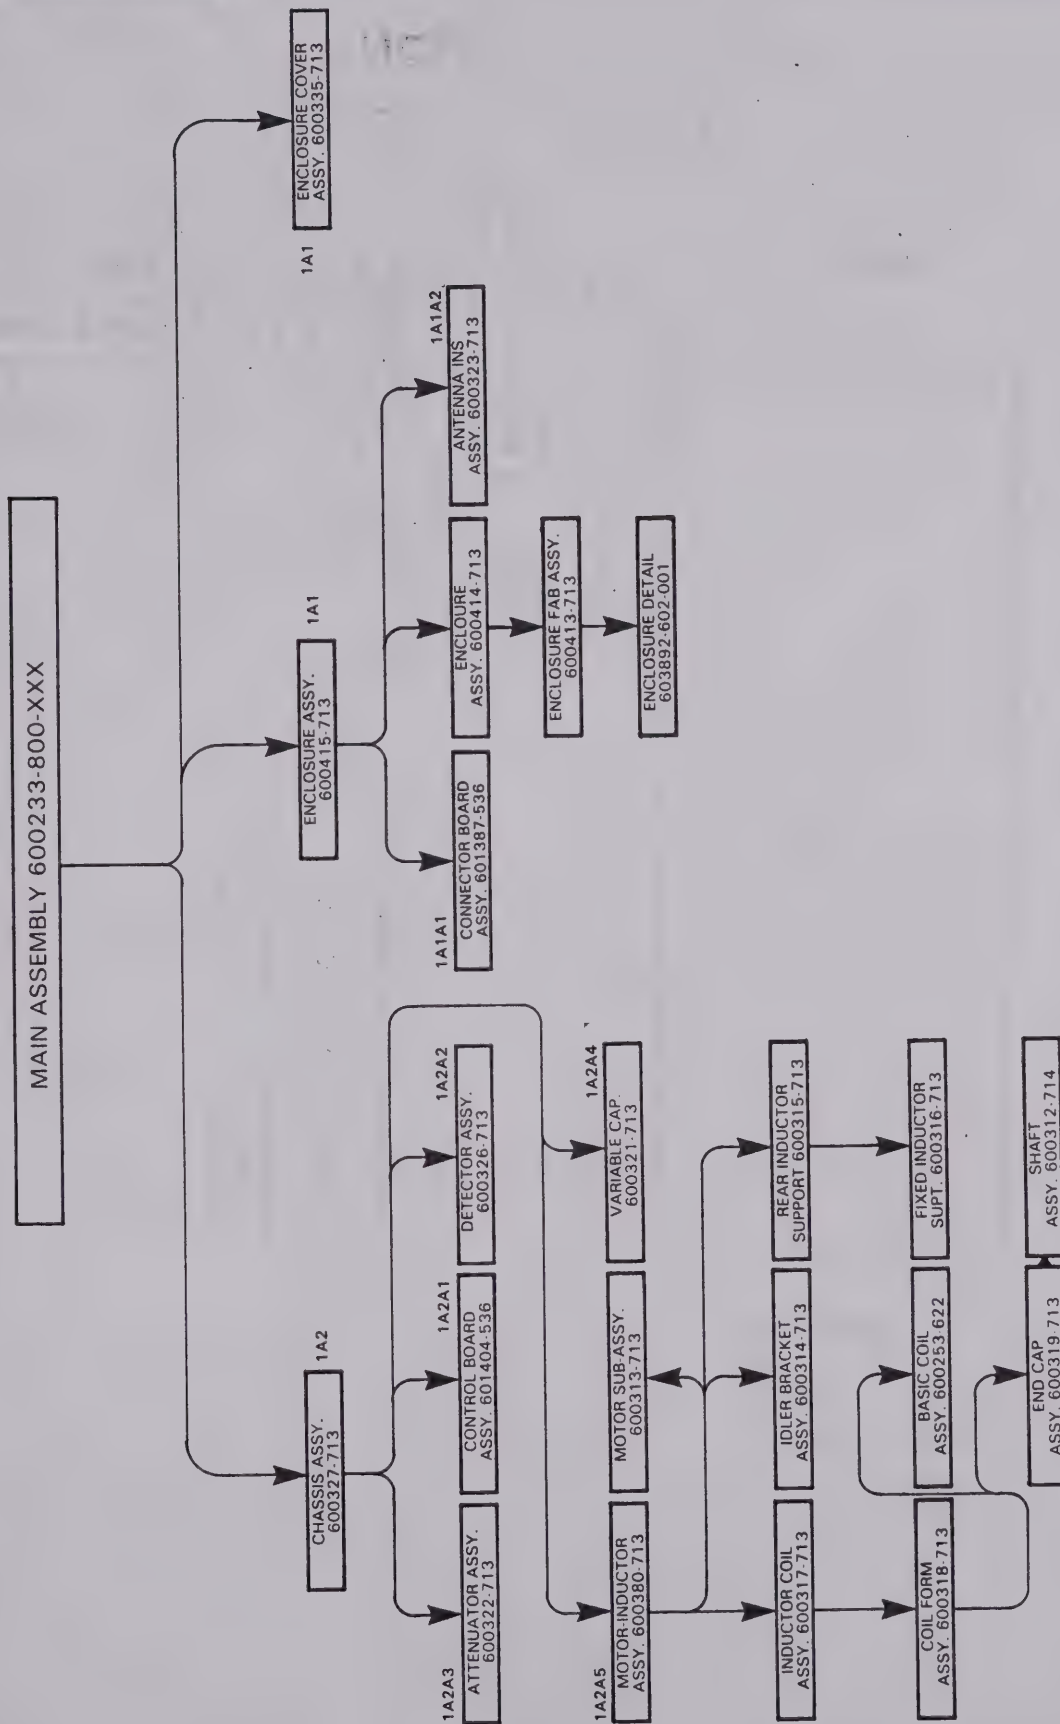 MAIN ASSEMBLY 600233-800-XXX
CHASSIS ASSY.
600327-713
1A2
ENCLOSURE ASSY.
600415-713
1A1
1A1
ENCLOSURE COVER
ASSY. 600335-713
1A2A3
ATTENUATOR ASSY.
600322-713
CONTROL BOARD
ASSY. 601404-536
1A2A1
DETECTOR ASSY.
600326-713
1A2A2
1A1A1
CONNECTOR BOARD
ASSY. 601387-536
ENCLOURE
ASSY. 600414-713
ANTENNA INS
ASSY. 600323-713
1A1A2
ENCLOSURE FAB ASSY.
600413-713
ENCLOSURE DETAIL
603892-602-001
1A2A5
MOTOR-INDUCTOR
ASSY. 600380-713
MOTOR SUB-ASSY.
600313-713
VARIABLE CAP.
600321-713
1A2A4
INDUCTOR COIL
ASSY. 600317-713
IDLER BRACKET
ASSY. 600314-713
REAR INDUCTOR
SUPPORT 600315-713
COIL FORM
ASSY. 600318-713
BASIC COIL
ASSY. 600253-622
FIXED INDUCTOR
SUPT. 600316-713
END CAP
ASSY. 600319-713
SHAFT
ASSY. 600312-714